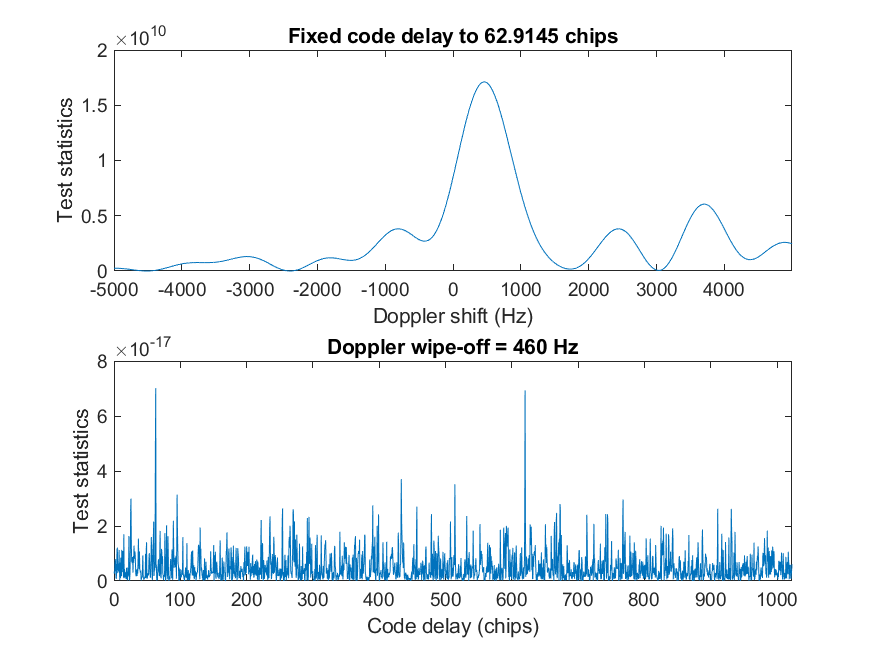 ×10^10
Fixed code delay to 62.9145 chips
2
1.5
1
0.5
0
Test statistics
-5000 -4000 -3000 -2000 -1000 0 1000 2000 3000 4000
Doppler shift (Hz)
×10^-17
Doppler wipe-off = 460 Hz
8
6
4
2
0
Test statistics
0 100 200 300 400 500 600 700 800 900 1000
Code delay (chips)